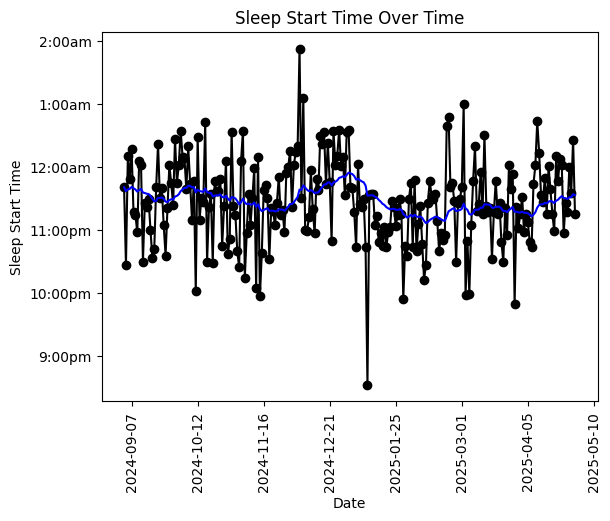 Sleep Start Time Over Time
2:00am
1:00am
12:00am
11:00pm
10:00pm
9:00pm
Sleep Start Time
2024-09-07
2024-10-12
2024-11-16
2024-12-21
2025-01-25
2025-03-01
2025-04-05
2025-05-10
Date